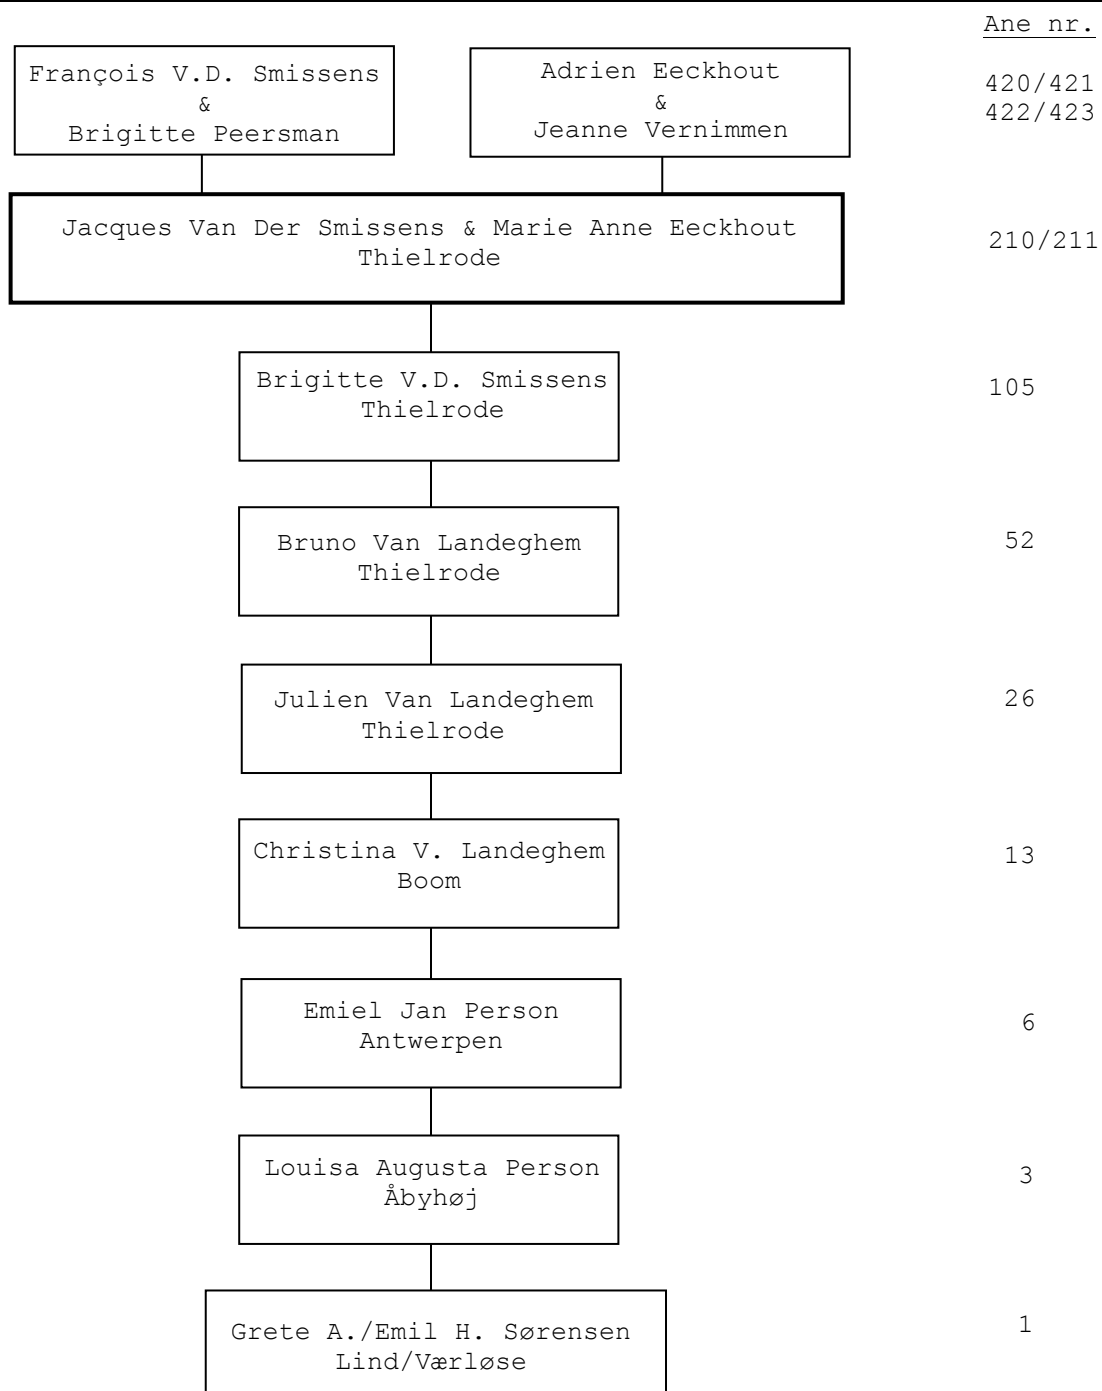 Ane nr.
François V.D. Smissens
&
Brigitte Peersman
Adrien Eeckhout
&
Jeanne Vernimmen
420/421
422/423
Jacques Van Der Smissens & Marie Anne Eeckhout
Thielrode
210/211
Brigitte V.D. Smissens
Thielrode
105
Bruno Van Landeghem
Thielrode
52
Julien Van Landeghem
Thielrode
26
Christina V. Landeghem
Boom
13
Emiel Jan Person
Antwerpen
6
Louisa Augusta Person
Åbyhøj
3
Grete A./Emil H. Sørensen
Lind/Værløse
1